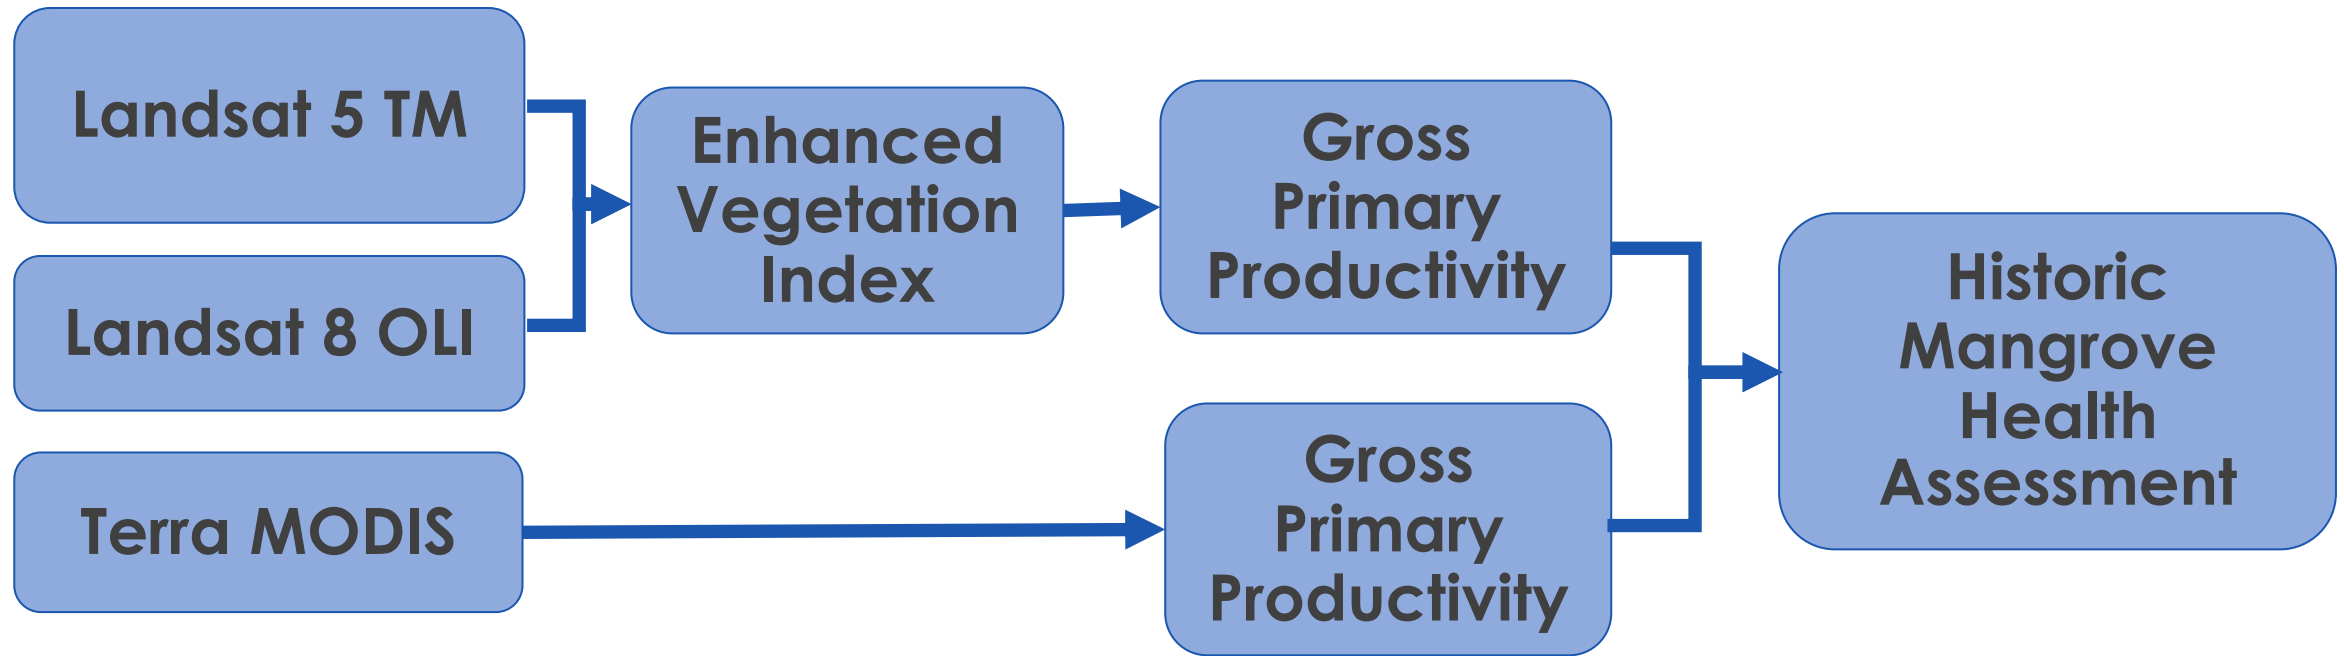 Landsat 5 TM
Landsat 8 OLI
Terra MODIS
Enhanced
Vegetation
Index
Gross
Primary
Productivity
Gross
Primary
Productivity
Historic
Mangrove
Health
Assessment